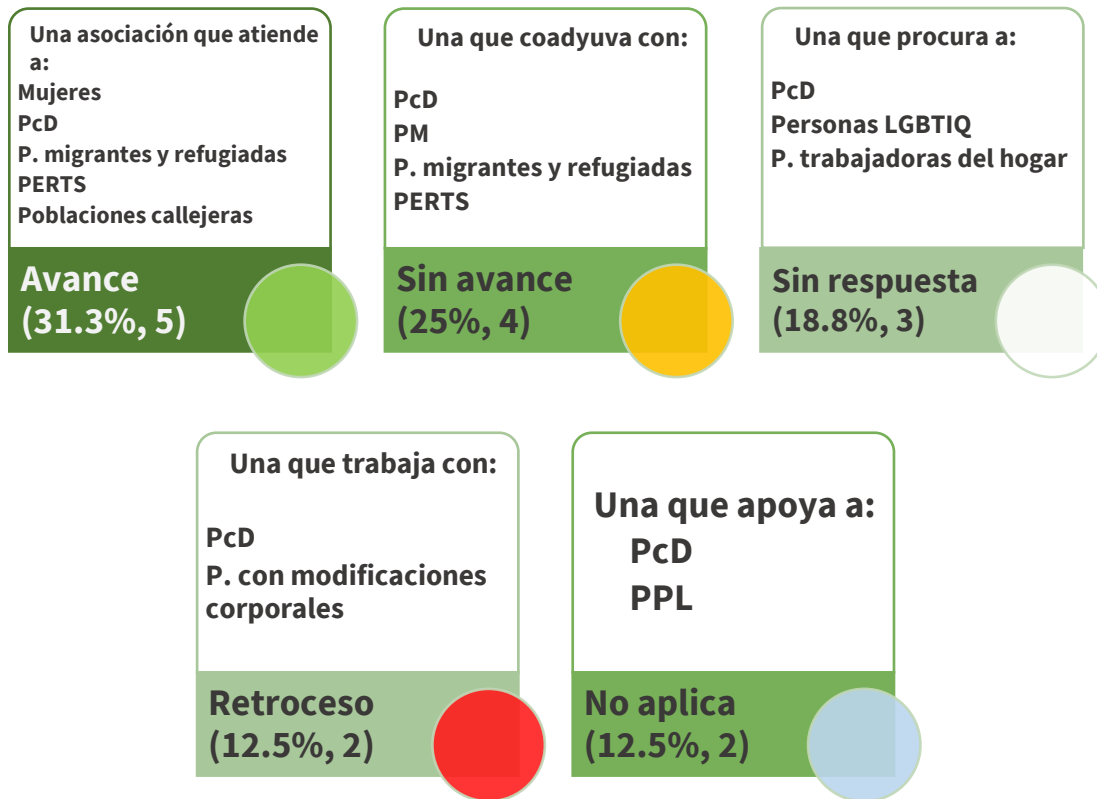 Una asociación que atiende
a:
Mujeres
PcD
P. migrantes y refugiadas
PERTS
Poblaciones callejeras
Avance
(31.3%, 5)
Una que coadyuva con:
PcD
PM
P. migrantes y refugiadas
PERTS
Sin avance
(25%, 4)
Una que procura a:
PcD
Personas LGBTIQ
P. trabajadoras del hogar
Sin respuesta
(18.8%, 3)
Una que trabaja con:
PcD
P. con modificaciones
corporales
Retroceso
(12.5%, 2)
Una que apoya a:
PcD
PPL
No aplica
(12.5%, 2)